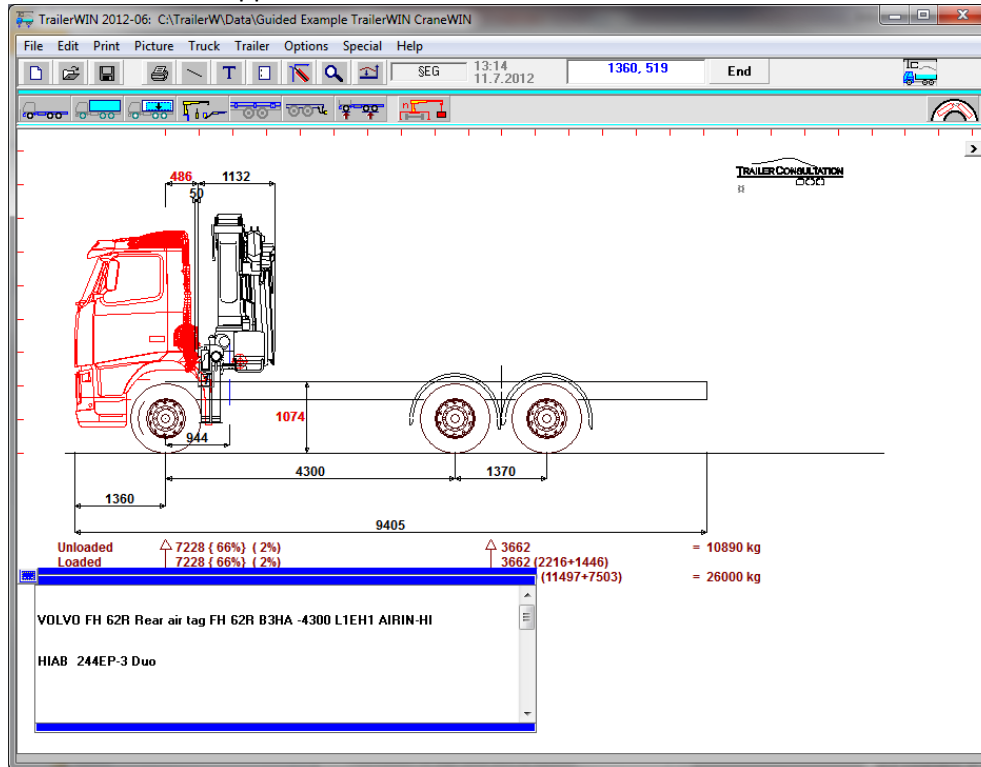 TrailerWIN 2012-06: C:\TrailerW\Data\Guided Example TrailerWIN CraneWIN
File Edit Print Picture Truck Trailer Options Special Help
T §EG 13:14 11.7.2012 1360, 519 End
TRAILER CONSULTATION
486 1132
50
1074
944
4300 1370
1360
9405
Unloaded 7228 { 66%} ( 2%) 3662 = 10890 kg
Loaded 7228 { 66%} ( 2%) 3662 (2216+1446)
(11497+7503) = 26000 kg
VOLVO FH 62R Rear air tag FH 62R B3HA -4300 L1EH1 AIRIN-HI
HIAB 244EP-3 Duo